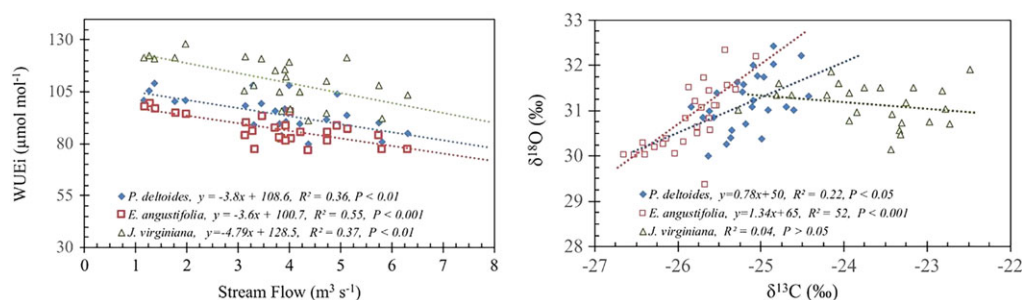 130
105
80
55
30
WUEi (µmol mol⁻¹)
P. deltoides, y = -3.8x + 108.6, R² = 0.36, P < 0.01
E. angustifolia, y = -3.6x + 100.7, R² = 0.55, P < 0.001
J. virginiana, y=-4.79x + 128.5, R² = 0.37, P < 0.01
0 1 2 3 4 5 6 7 8
Stream Flow (m³ s⁻¹)
33
32
31
30
29
28
δ¹⁸O (‰)
P. deltoides y=0.78x+50, R² = 0.22, P < 0.05
E. angustifolia y=1.34x+65, R² = 52, P < 0.001
J. virginiana, R² = 0.04, P > 0.05
-27 -26 -25 -24 -23 -22
δ¹³C (‰)